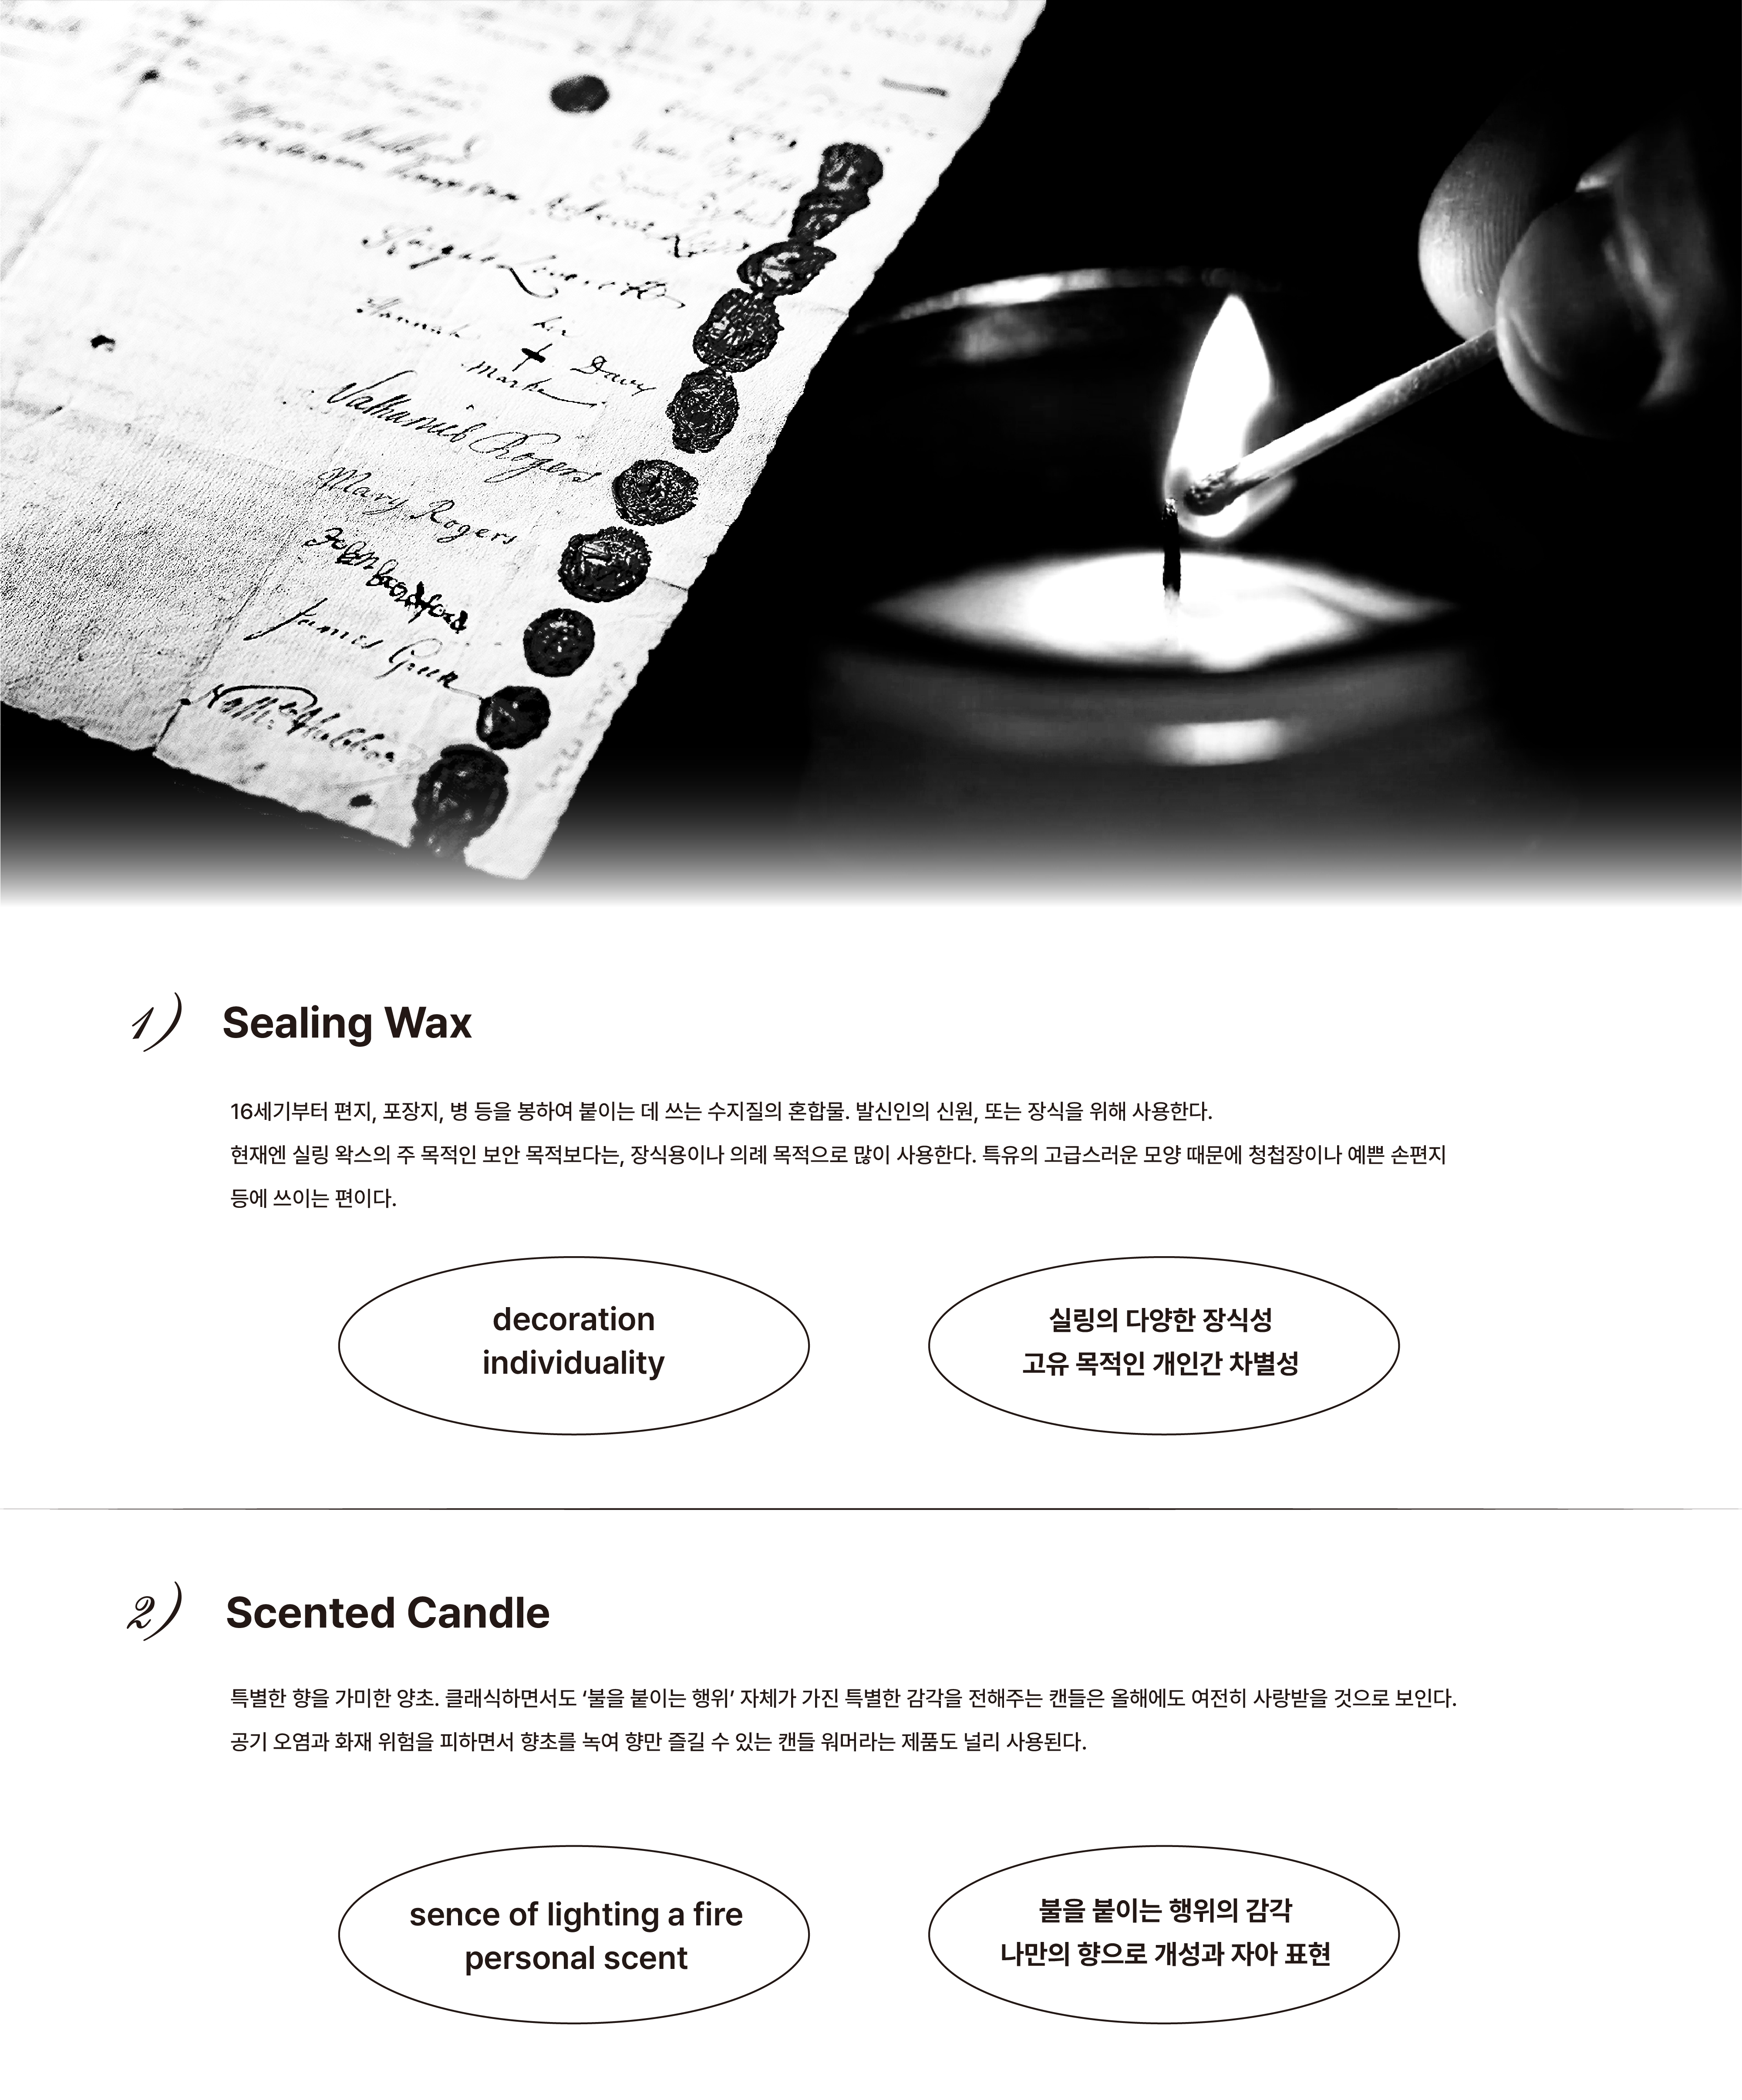 her
Hannah + Davy
mark
Rogers
Mary Rogers
James Green
1) Sealing Wax
16세기부터 편지, 포장지, 병 등을 봉하여 붙이는 데 쓰는 수지질의 혼합물. 발신인의 신원, 또는 장식을 위해 사용한다.
현재엔 실링 왁스의 주 목적인 보안 목적보다는, 장식용이나 의례 목적으로 많이 사용한다. 특유의 고급스러운 모양 때문에 청첩장이나 예쁜 손편지
등에 쓰이는 편이다.
decoration
individuality
실링의 다양한 장식성
고유 목적인 개인간 차별성
2) Scented Candle
특별한 향을 가미한 양초. 클래식하면서도 ‘불을 붙이는 행위’ 자체가 가진 특별한 감각을 전해주는 캔들은 올해에도 여전히 사랑받을 것으로 보인다.
공기 오염과 화재 위험을 피하면서 향초를 녹여 향만 즐길 수 있는 캔들 워머라는 제품도 널리 사용된다.
sence of lighting a fire
personal scent
불을 붙이는 행위의 감각
나만의 향으로 개성과 자아 표현